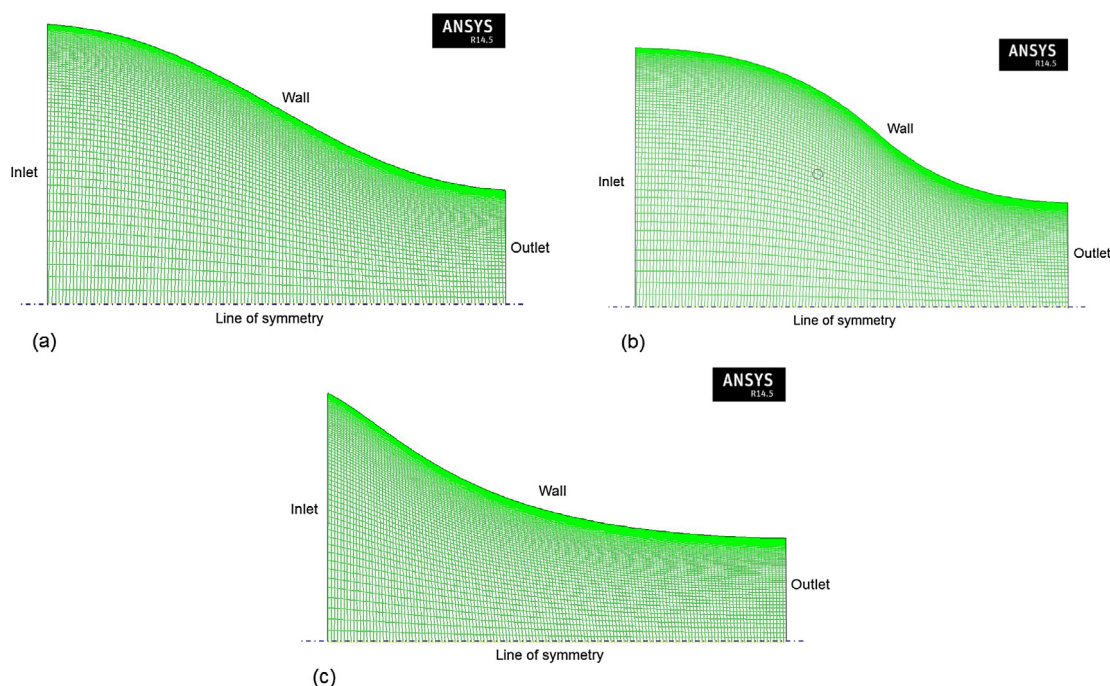 ANSYS
R14.5
Wall
Inlet
Outlet
Line of symmetry
(a)
ANSYS
R14.5
Wall
Inlet
Outlet
Line of symmetry
(b)
ANSYS
R14.5
Wall
Inlet
Outlet
Line of symmetry
(c)